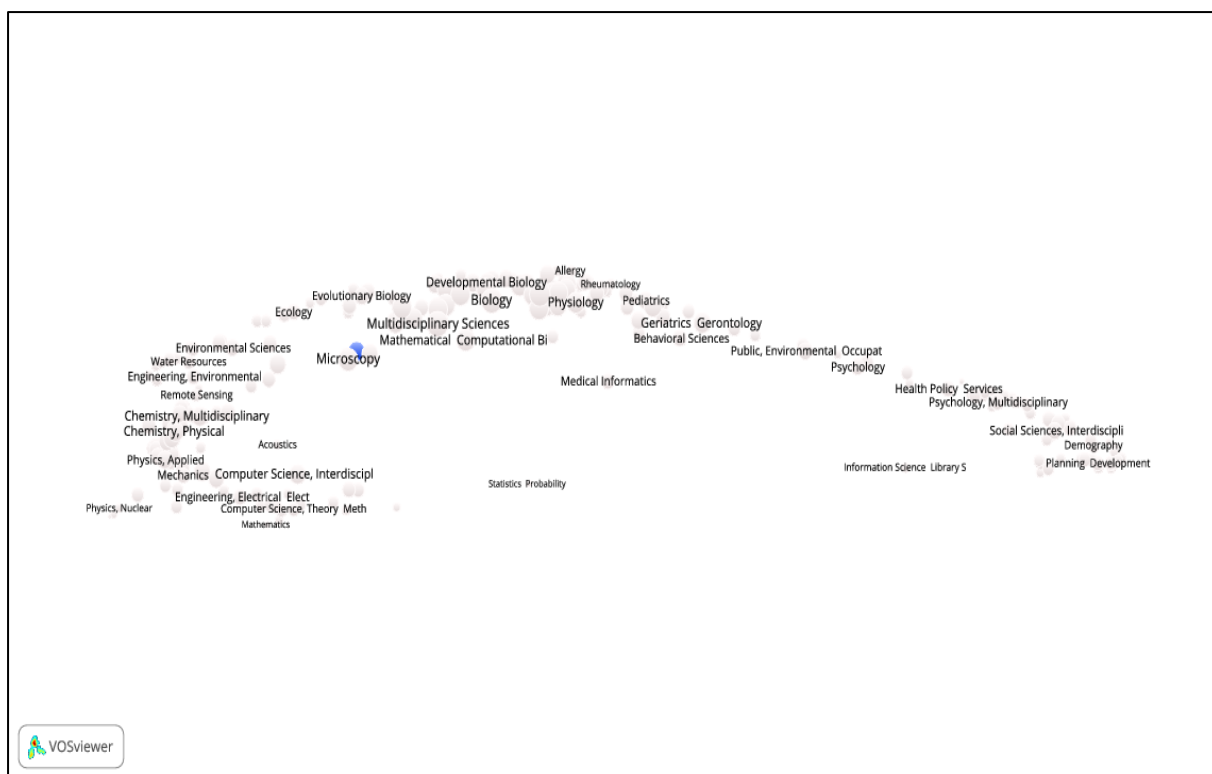 Allergy
Developmental Biology
Rheumatology
Evolutionary Biology
Biology
Physiology
Pediatrics
Ecology
Multidisciplinary Sciences
Geriatrics Gerontology
Mathematical Computational Bi
Behavioral Sciences
Environmental Sciences
Public, Environmental Occupat
Microscopy
Water Resources
Psychology
Engineering, Environmental
Medical Informatics
Health Policy Services
Remote Sensing
Psychology, Multidisciplinary
Chemistry, Multidisciplinary
Chemistry, Physical
Social Sciences, Interdiscipli
Acoustics
Demography
Physics, Applied
Planning Development
Information Science Library S
Mechanics
Computer Science, Interdiscipl
Statistics Probability
Engineering, Electrical Elect
Physics, Nuclear
Computer Science, Theory Meth
Mathematics
VOSviewer